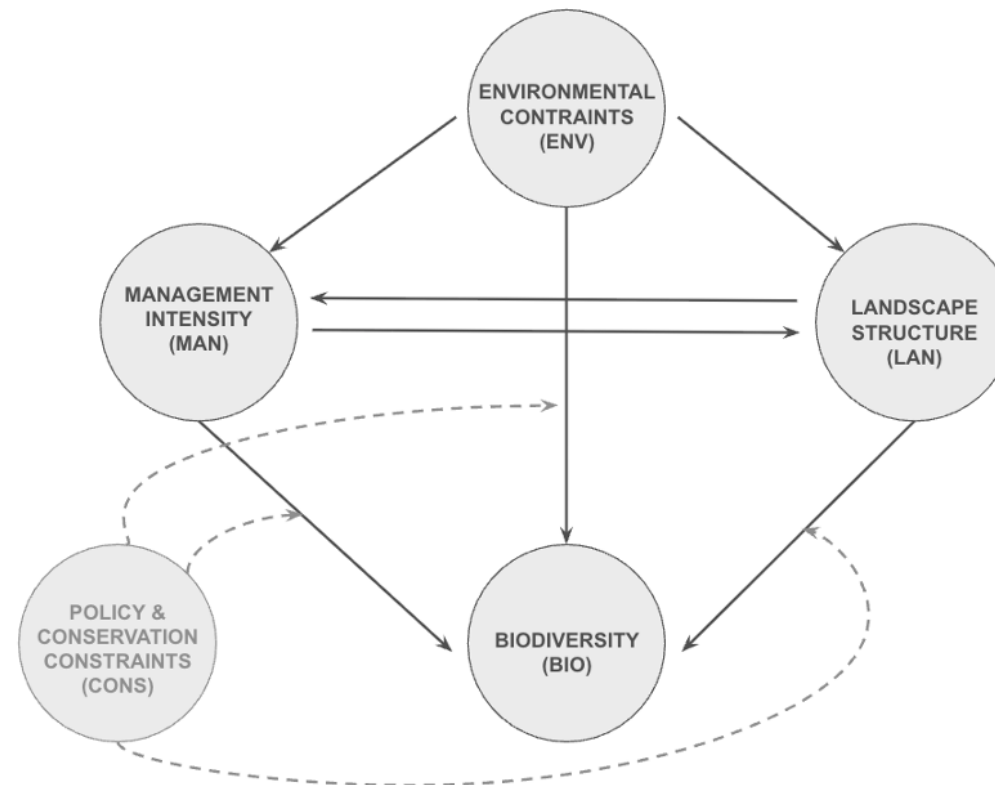 ENVIRONMENTAL
CONTRAINTS
(ENV)
MANAGEMENT
INTENSITY
(MAN)
LANDSCAPE
STRUCTURE
(LAN)
POLICY &
CONSERVATION
CONSTRAINTS
(CONS)
BIODIVERSITY
(BIO)